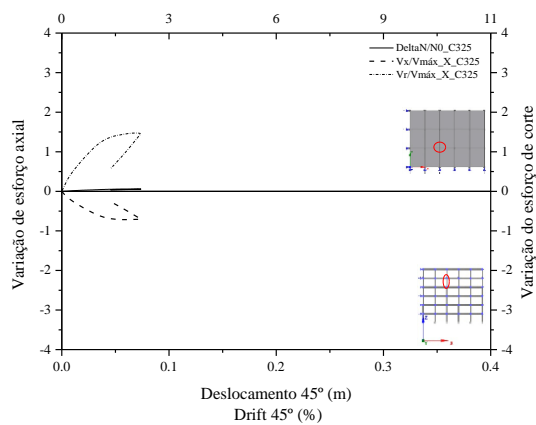 0 3 6 8 11
DeltaN/N0_C325
Vx/Vmáx_X_C325
Vr/Vmáx_X_C325
4 4
3 3
2 2
1 1
0 0
-1 -1
-2 -2
-3 -3
-4 -4
Variação de esforço axial
Variação do esforço de corte
0.0 0.1 0.2 0.3 0.4
Deslocamento 45º (m)
Drift 45º (%)